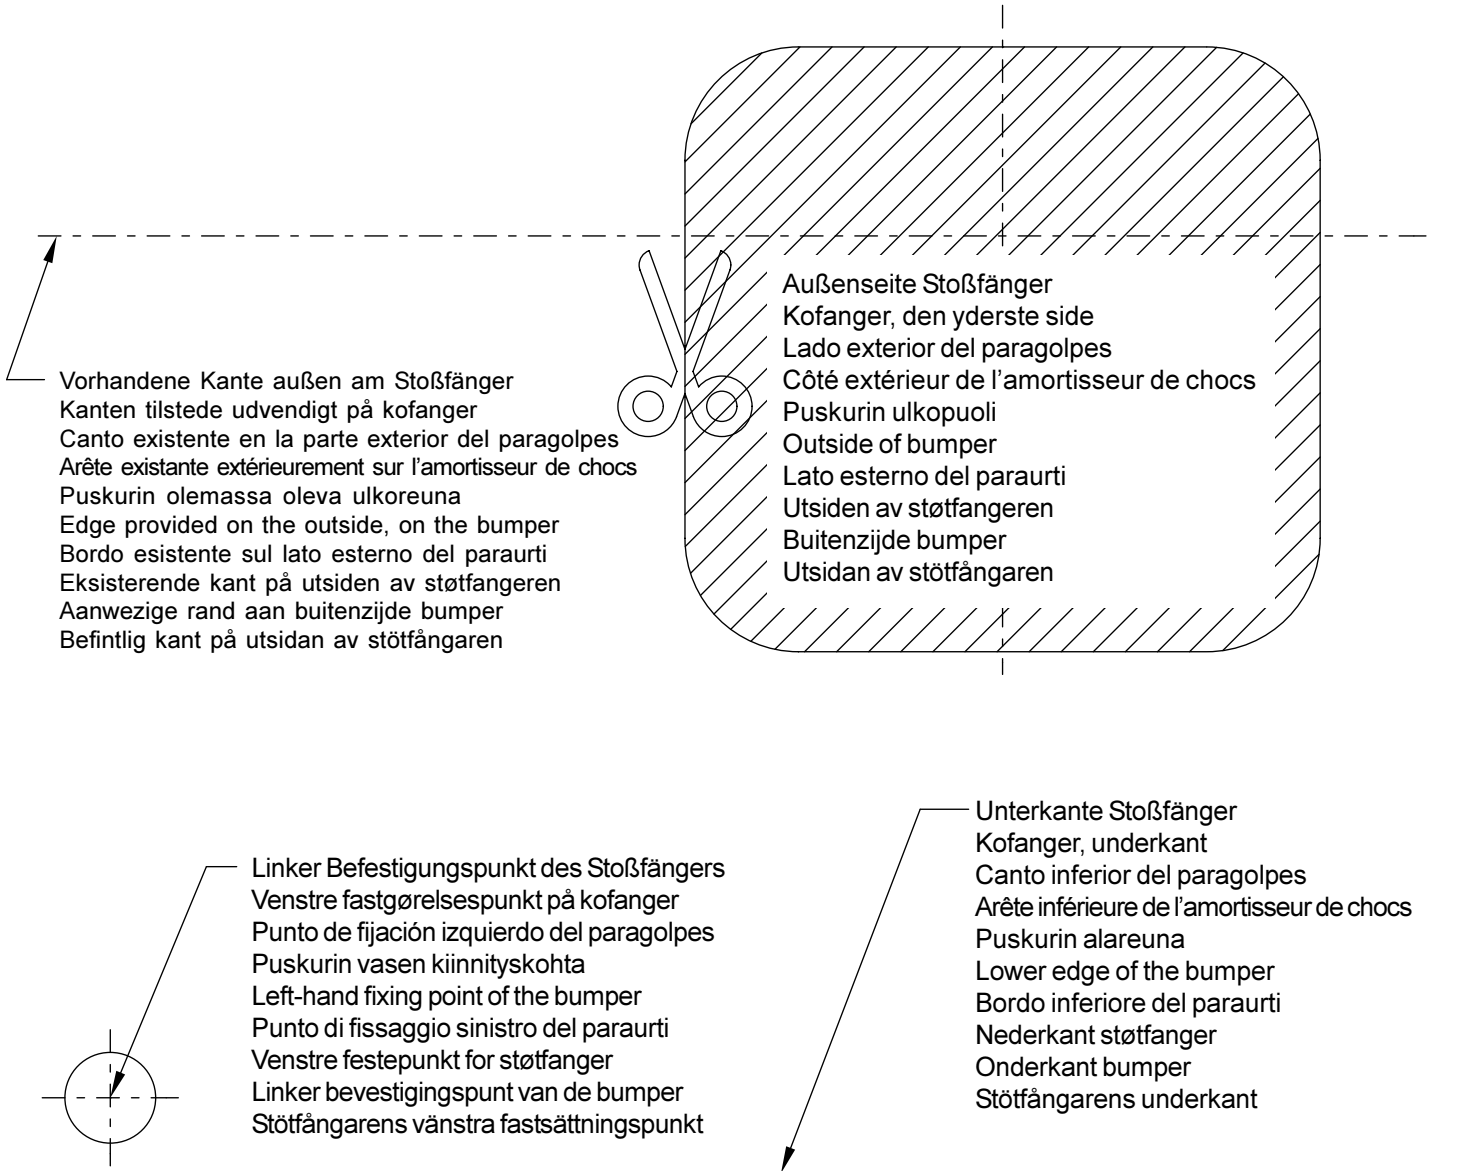 Außenseite Stoßfänger
Kofanger, den yderste side
Lado exterior del paragolpes
Côté extérieur de l'amortisseur de chocs
Puskurin ulkopuoli
Outside of bumper
Lato esterno del paraurti
Utsiden av støtfangeren
Buitenzijde bumper
Utsidan av stötfångaren
Vorhandene Kante außen am Stoßfänger
Kanten tilstede udvendigt på kofanger
Canto existente en la parte exterior del paragolpes
Arête existante extérieurement sur l'amortisseur de chocs
Puskurin olemassa oleva ulkoreuna
Edge provided on the outside, on the bumper
Bordo esistente sul lato esterno del paraurti
Eksisterende kant på utsiden av støtfangeren
Aanwezige rand aan buitenzijde bumper
Befintlig kant på utsidan av stötfångaren
Linker Befestigungspunkt des Stoßfängers
Venstre fastgørelsespunkt på kofanger
Punto de fijación izquierdo del paragolpes
Puskurin vasen kiinnityskohta
Left-hand fixing point of the bumper
Punto di fissaggio sinistro del paraurti
Venstre festepunkt for støtfanger
Linker bevestigingspunt van de bumper
Stötfångarens vänstra fastsättningspunkt
Unterkante Stoßfänger
Kofanger, underkant
Canto inferior del paragolpes
Arête inférieure de l'amortisseur de chocs
Puskurin alareuna
Lower edge of the bumper
Bordo inferiore del paraurti
Nederkant støtfanger
Onderkant bumper
Stötfångarens underkant